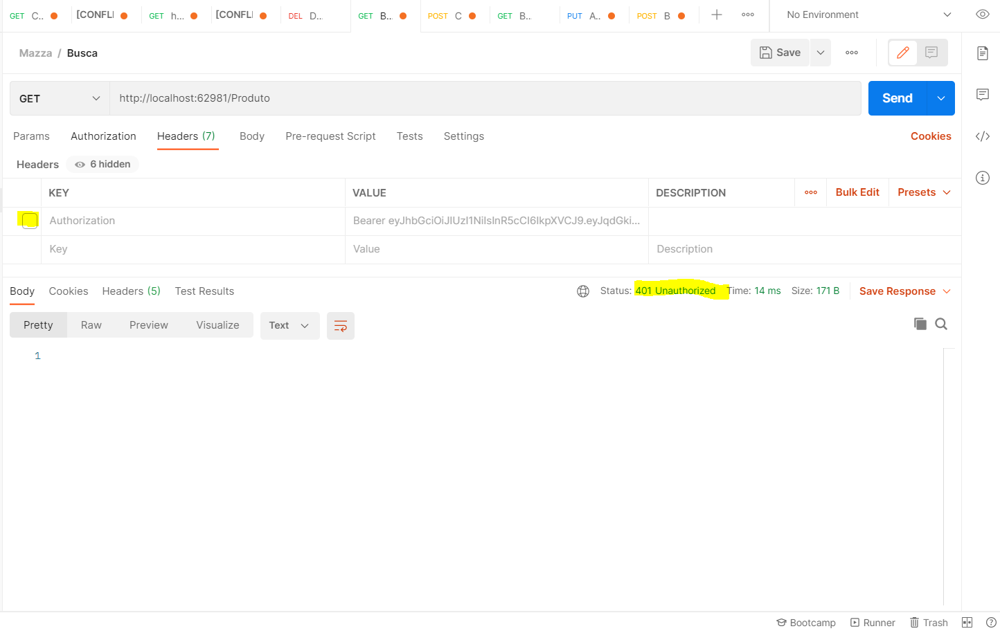 GET C.. [CONFLI GET h... [CONFLI DEL D... GET B... POST C GET B... PUT A.. POST B No Environment
Mazza / Busca Save
GET http://localhost:62981/Produto Send
Params Authorization Headers (7) Body Pre-request Script Tests Settings Cookies
Headers 6 hidden
KEY VALUE DESCRIPTION Bulk Edit Presets
Authorization Bearer eyJhbGciOiJIUzI1NiIsInR5cCI6IkpXVCJ9.eyJqdGki...
Key Value Description
Body Cookies Headers (5) Test Results Status: 401 Unauthorized Time: 14 ms Size: 171 B Save Response
Pretty Raw Preview Visualize Text
1
Bootcamp Runner Trash